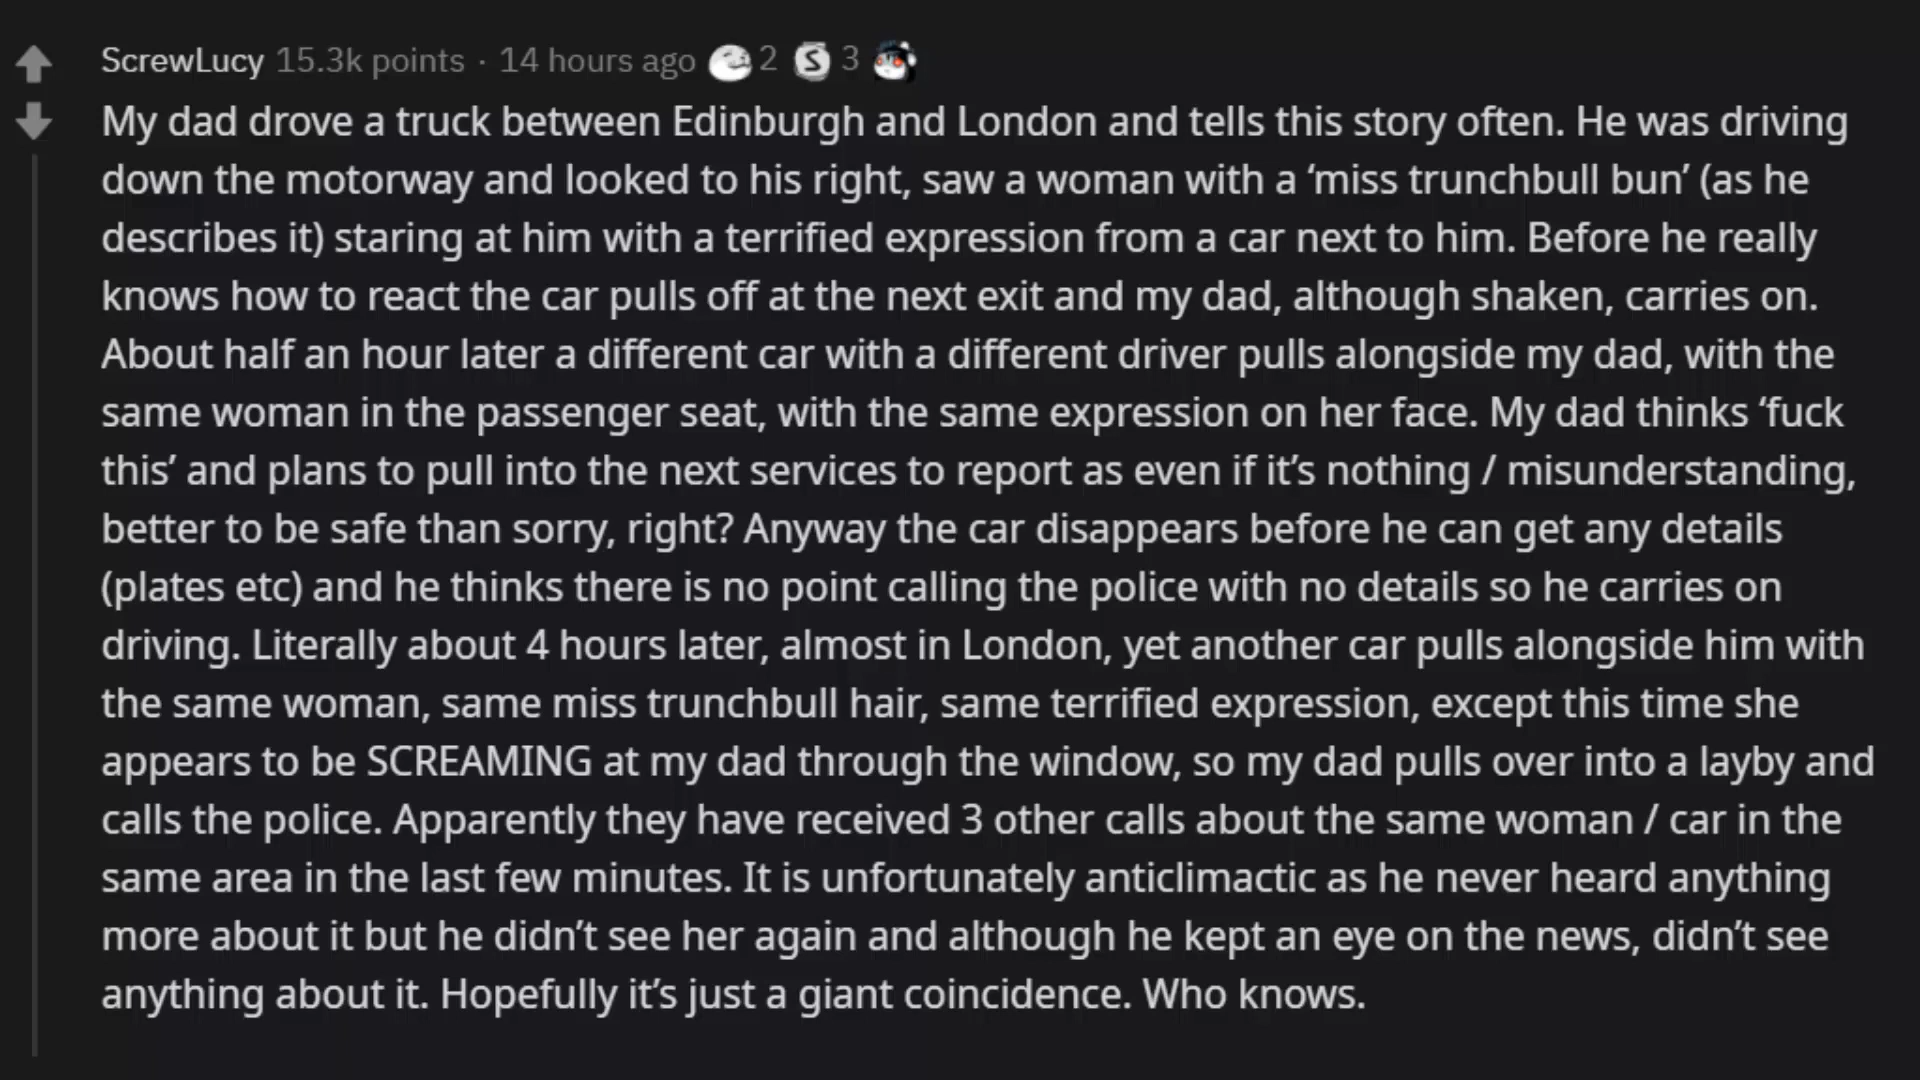 ScrewLucy 15.3k points · 14 hours ago 2 S 3
My dad drove a truck between Edinburgh and London and tells this story often. He was driving
down the motorway and looked to his right, saw a woman with a ‘miss trunchbull bun’ (as he
describes it) staring at him with a terrified expression from a car next to him. Before he really
knows how to react the car pulls off at the next exit and my dad, although shaken, carries on.
About half an hour later a different car with a different driver pulls alongside my dad, with the
same woman in the passenger seat, with the same expression on her face. My dad thinks ‘fuck
this’ and plans to pull into the next services to report as even if it’s nothing / misunderstanding,
better to be safe than sorry, right? Anyway the car disappears before he can get any details
(plates etc) and he thinks there is no point calling the police with no details so he carries on
driving. Literally about 4 hours later, almost in London, yet another car pulls alongside him with
the same woman, same miss trunchbull hair, same terrified expression, except this time she
appears to be SCREAMING at my dad through the window, so my dad pulls over into a layby and
calls the police. Apparently they have received 3 other calls about the same woman / car in the
same area in the last few minutes. It is unfortunately anticlimactic as he never heard anything
more about it but he didn’t see her again and although he kept an eye on the news, didn’t see
anything about it. Hopefully it’s just a giant coincidence. Who knows.